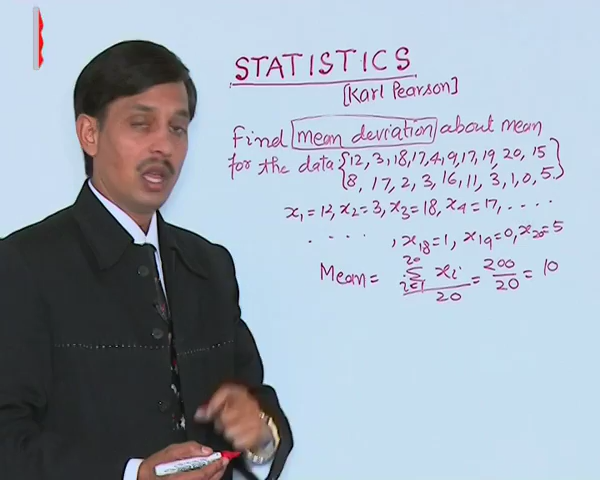 STATISTICS
[Karl Pearson]
Find mean deviation about mean
for the data {12, 3, 18, 17, 4, 9, 17, 19, 20, 15
8, 17, 2, 3, 16, 11, 3, 1, 0, 5.}
x₁ = 12, x₂ = 3, x₃ = 18, x₄ = 17, ....
...., x₁₈ = 1, x₁₉ = 0, x₂₀ = 5
Mean = 20 Σ i=1 xi / 20 = 200/20 = 10